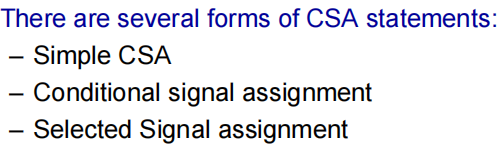 There are several forms of CSA statements:
– Simple CSA
– Conditional signal assignment
– Selected Signal assignment